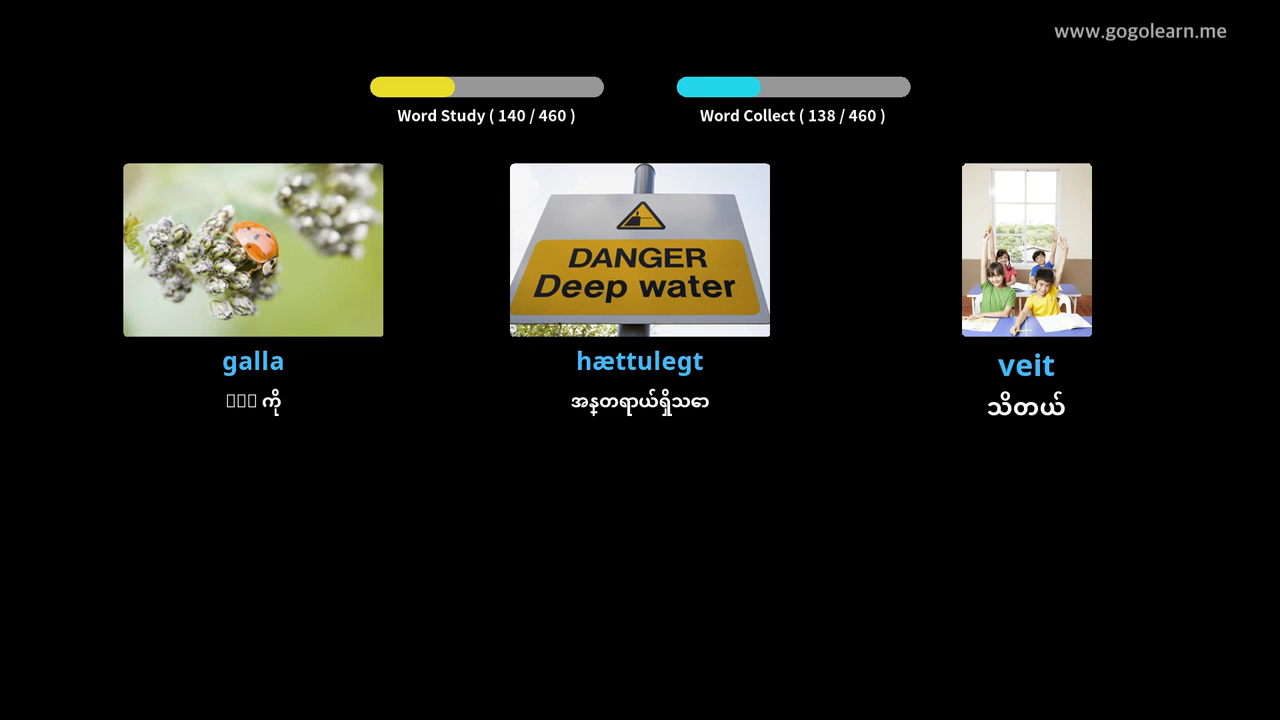 www.gogolearn.me
Word Study ( 140 / 460 )
Word Collect ( 138 / 460 )
DANGER
Deep water
galla
ကို
hættulegt
အန္တရာယ်ရှိသော
veit
သိတယ်